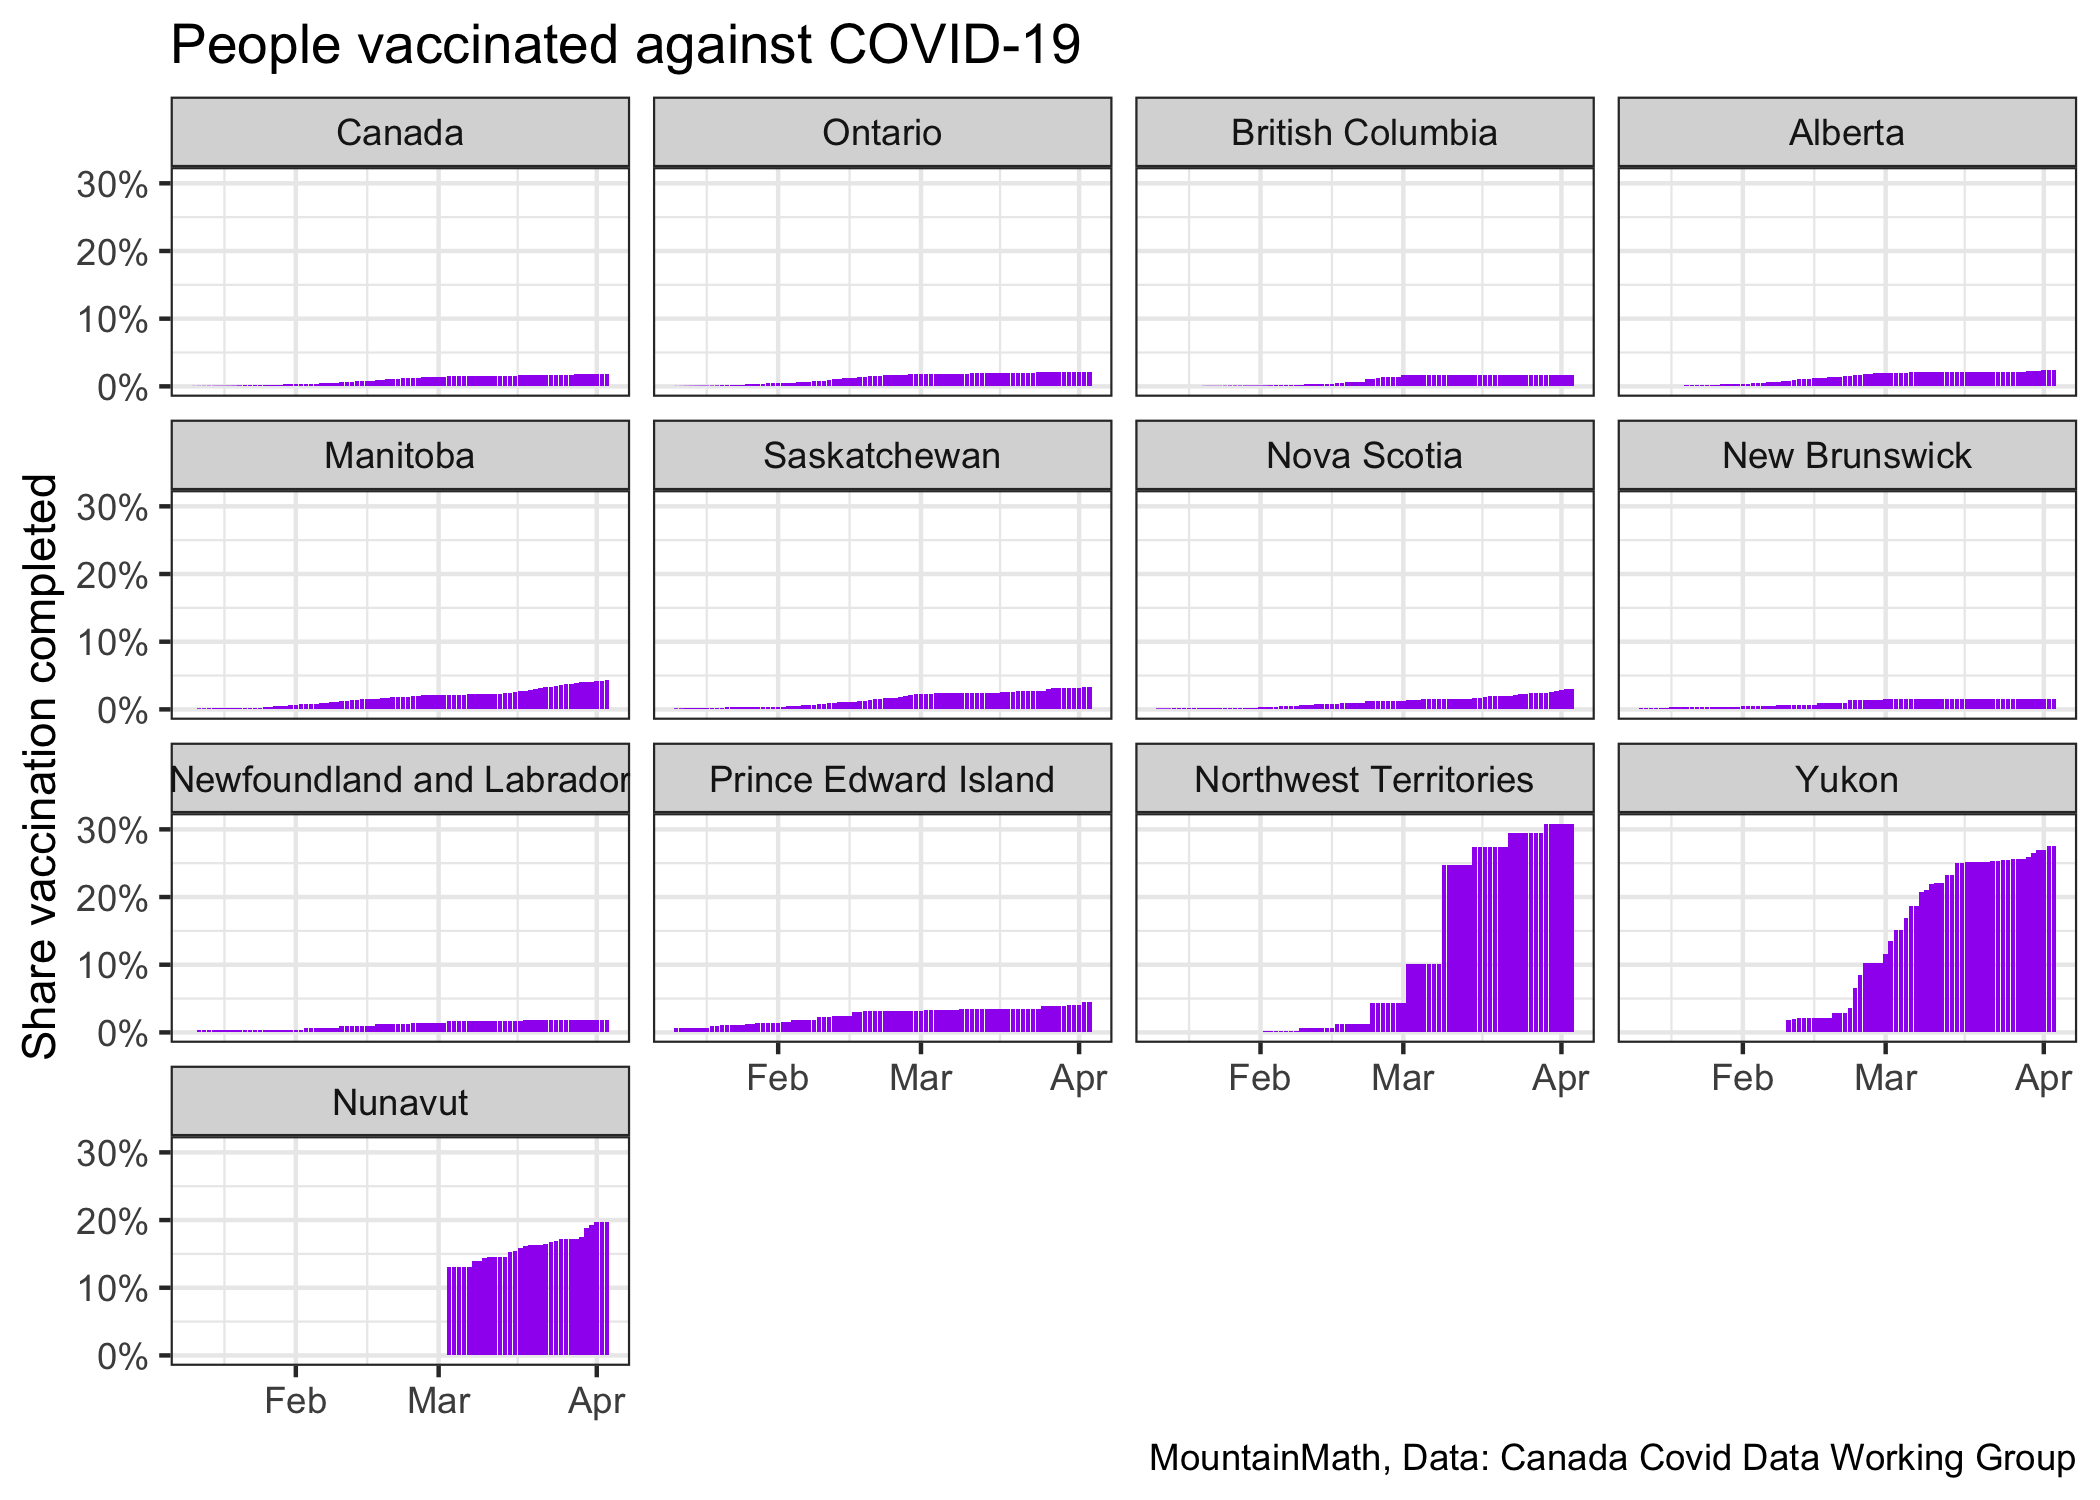 People vaccinated against COVID-19
Canada
Ontario
British Columbia
Alberta
30%
20%
10%
0%
Manitoba
Saskatchewan
Nova Scotia
New Brunswick
30%
20%
10%
0%
Share vaccination completed
Newfoundland and Labrador
Prince Edward Island
Northwest Territories
Yukon
30%
20%
10%
0%
Feb Mar Apr
Feb Mar Apr
Feb Mar Apr
Nunavut
30%
20%
10%
0%
Feb Mar Apr
MountainMath, Data: Canada Covid Data Working Group